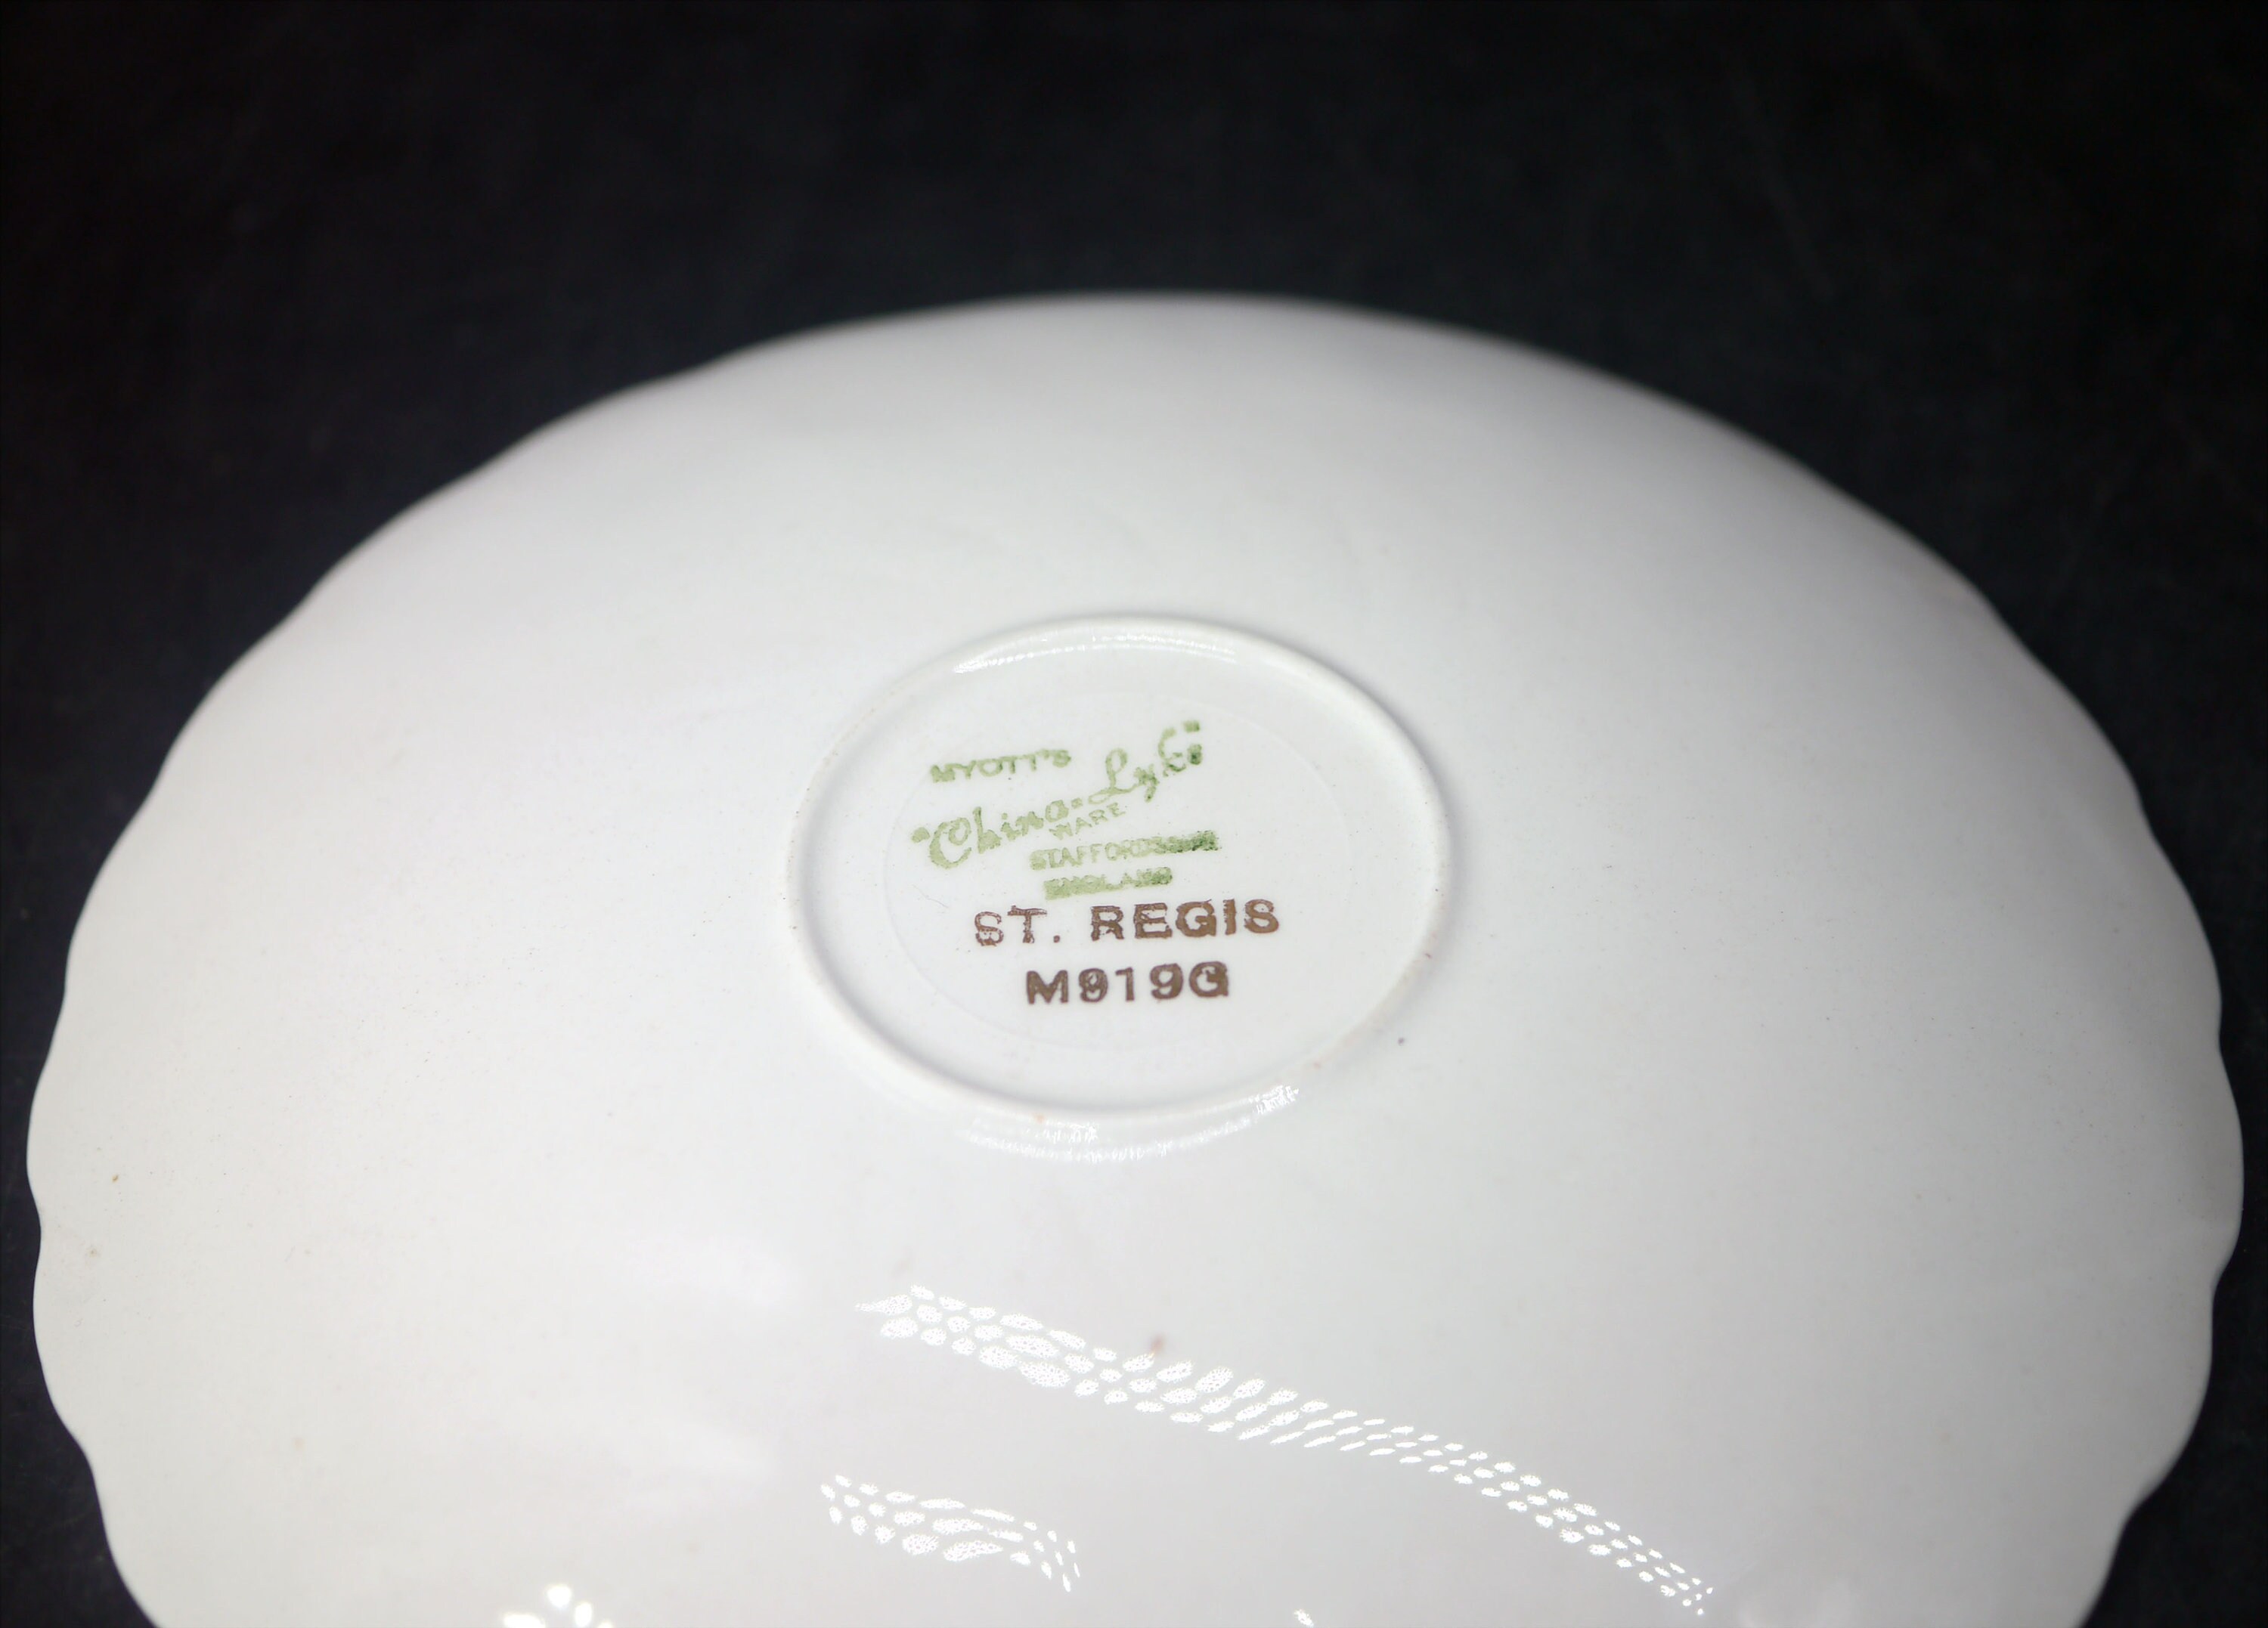 MYOTT'S
"China-Lyke"
WARE
STAFFORDSHIRE
ENGLAND
ST. REGIS
M919G